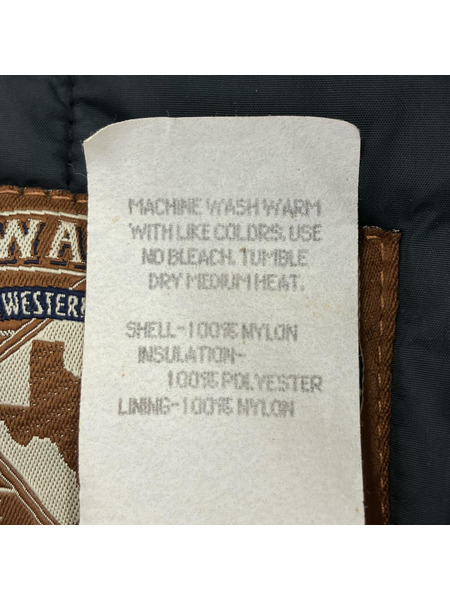 WA
WESTER
MACHINE WASH WARM
WITH LIKE COLORS. USE
NO BLEACH. TUMBLE
DRY MEDIUM HEAT.
SHELL-100% NYLON
INSULATION-
100% POLYESTER
LINING-100% NYLON